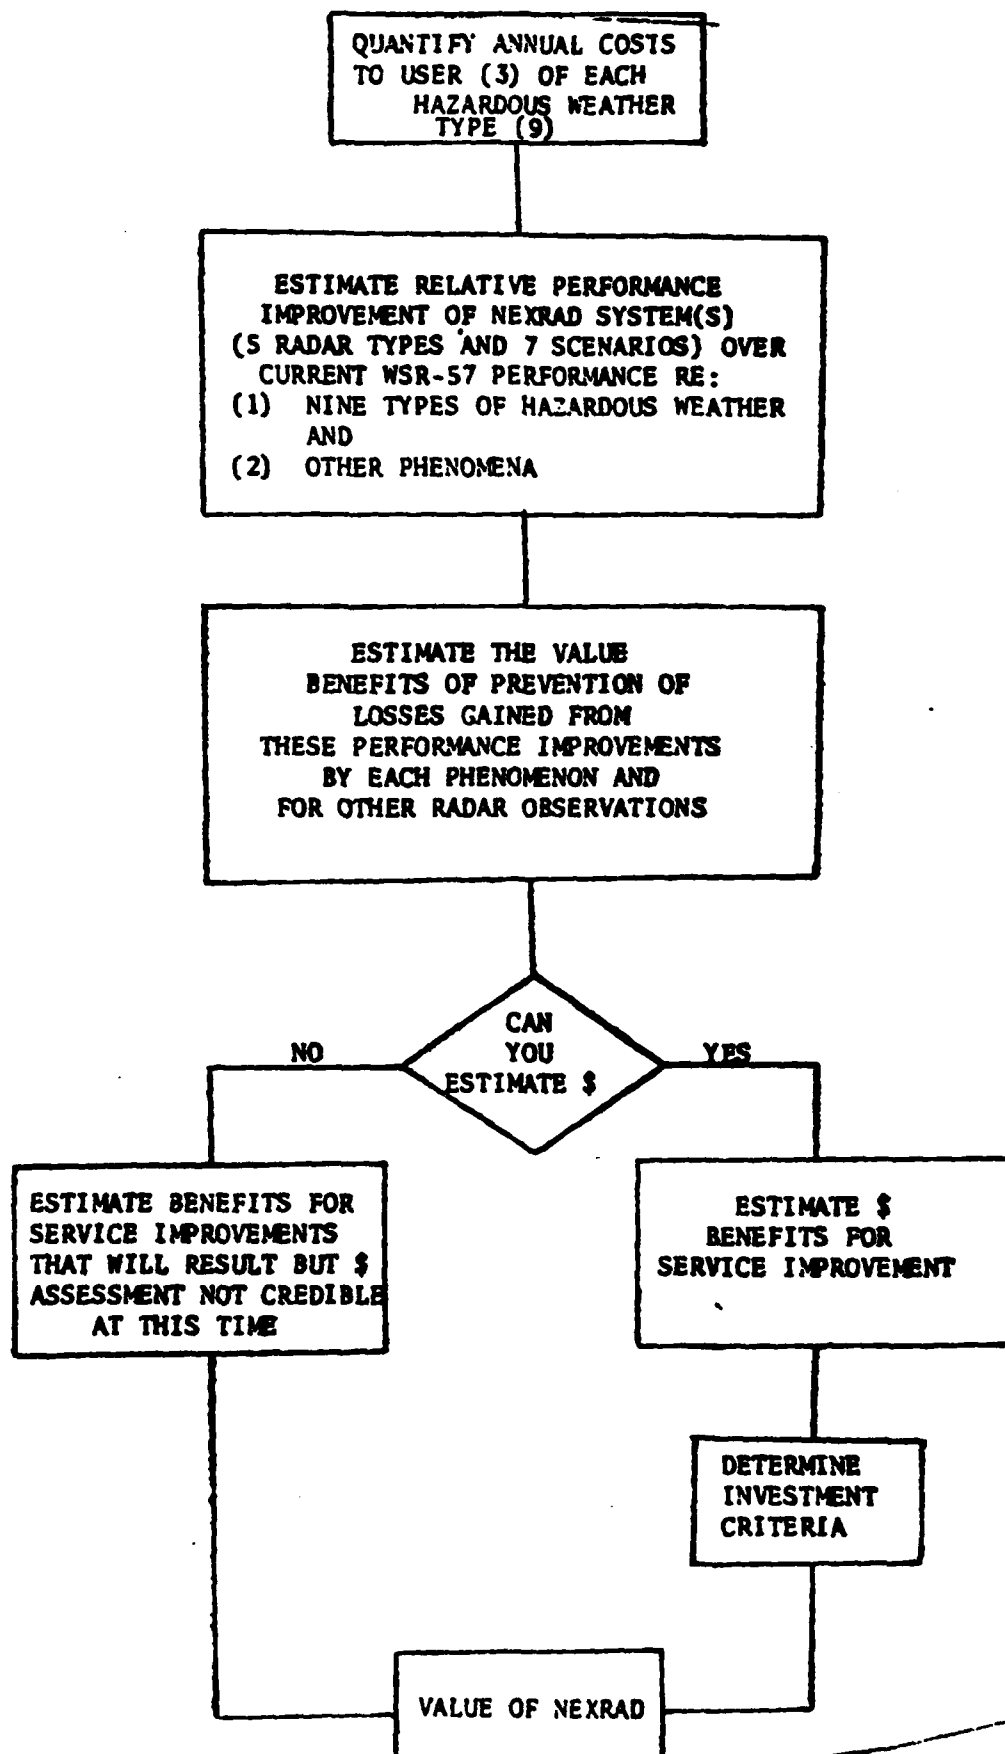 QUANTIFY ANNUAL COSTS
TO USER (3) OF EACH
HAZARDOUS WEATHER
TYPE (9)
ESTIMATE RELATIVE PERFORMANCE
IMPROVEMENT OF NEXRAD SYSTEM(S)
(5 RADAR TYPES AND 7 SCENARIOS) OVER
CURRENT WSR-57 PERFORMANCE RE:
(1) NINE TYPES OF HAZARDOUS WEATHER
AND
(2) OTHER PHENOMENA
ESTIMATE THE VALUE
BENEFITS OF PREVENTION OF
LOSSES GAINED FROM
THESE PERFORMANCE IMPROVEMENTS
BY EACH PHENOMENON AND
FOR OTHER RADAR OBSERVATIONS
CAN
YOU
ESTIMATE $
NO
YES
ESTIMATE BENEFITS FOR
SERVICE IMPROVEMENTS
THAT WILL RESULT BUT $
ASSESSMENT NOT CREDIBLE
AT THIS TIME
ESTIMATE $
BENEFITS FOR
SERVICE IMPROVEMENT
DETERMINE
INVESTMENT
CRITERIA
VALUE OF NEXRAD